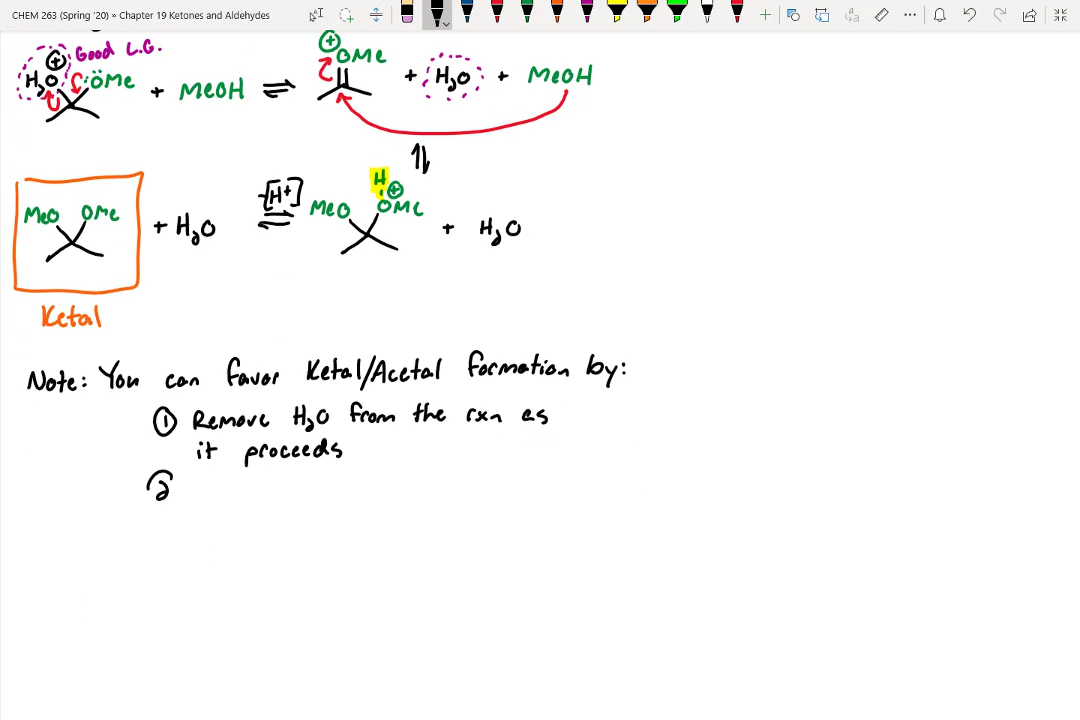 CHEM 263 (Spring '20) » Chapter 19 Ketones and Aldehydes
⊕ Good L.G.
⊕
H₂O :öMe + MeOH ⇌ OMe + H₂O + MeOH
⇌
[H⁺]
H ⊕
MeO OMe + H₂O ⇌ MeO OMe + H₂O
Ketal
Note: You can favor Ketal/Acetal formation by:
① Remove H₂O from the rxn as
it proceeds
2